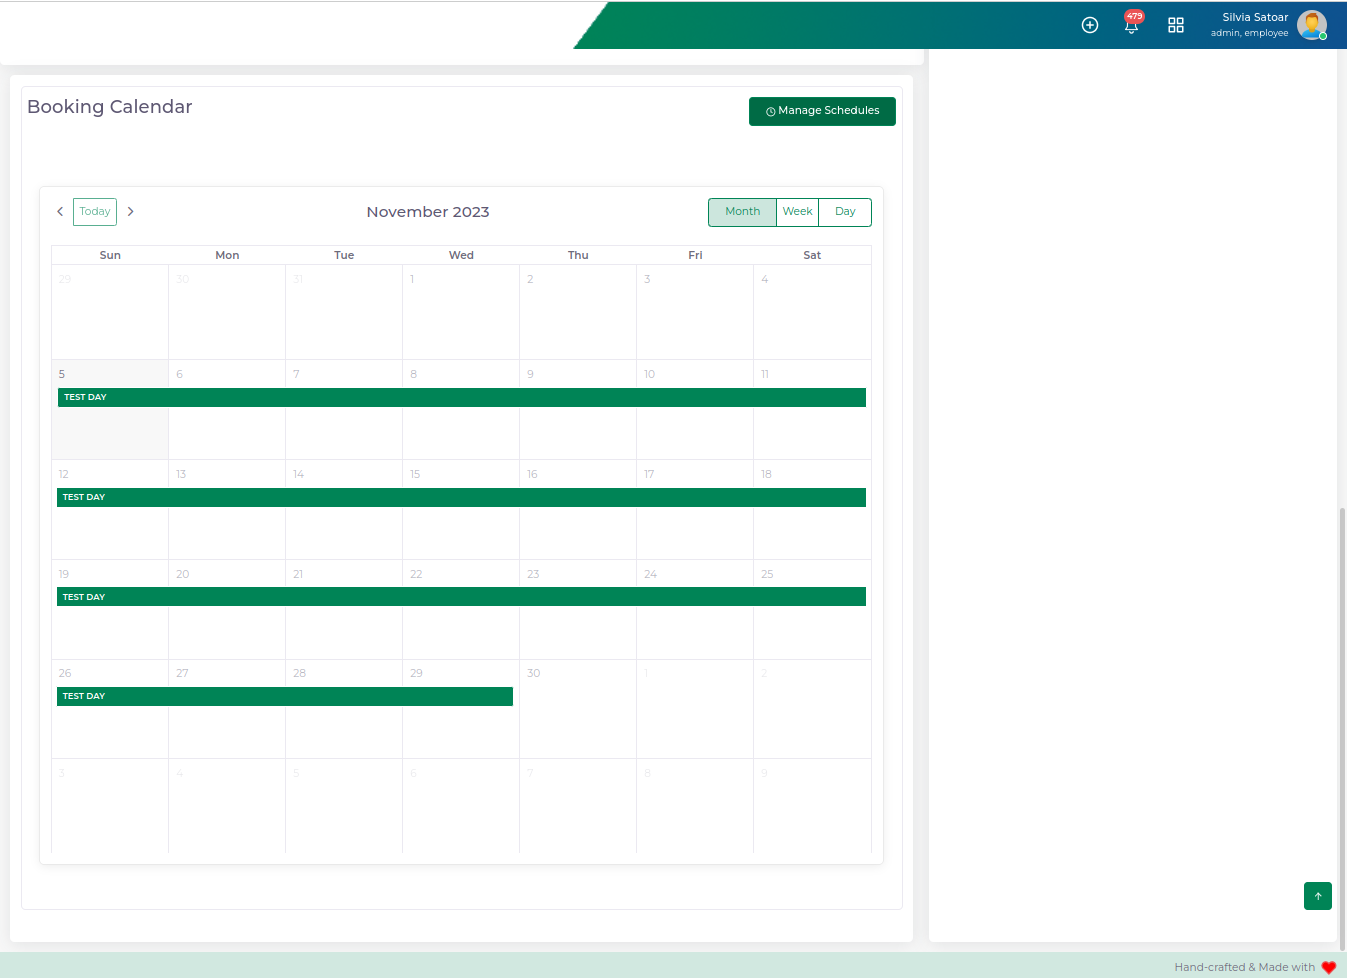 479
Silvia Satoar
admin, employee
Booking Calendar
Manage Schedules
Today
November 2023
Month Week Day
Sun Mon Tue Wed Thu Fri Sat
29 30 31 1 2 3 4
5 6 7 8 9 10 11
TEST DAY
12 13 14 15 16 17 18
TEST DAY
19 20 21 22 23 24 25
TEST DAY
26 27 28 29 30 1 2
TEST DAY
3 4 5 6 7 8 9
Hand-crafted & Made with